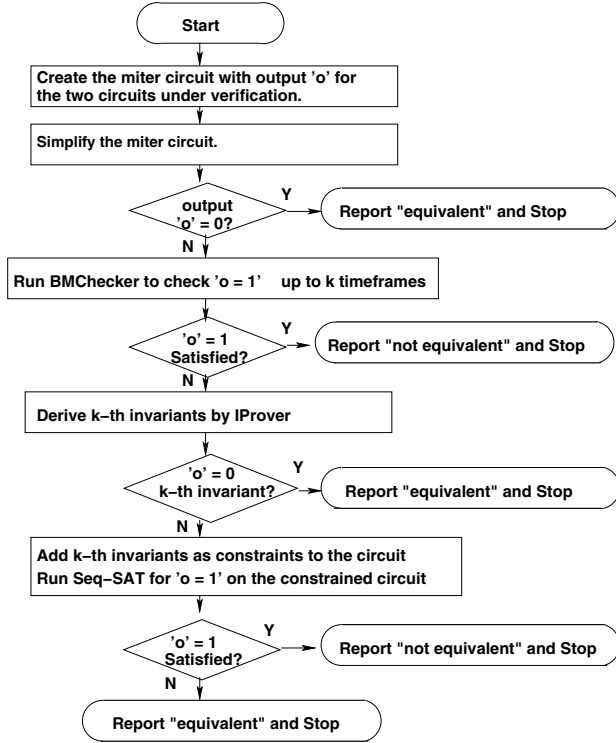 Start
Create the miter circuit with output 'o' for
the two circuits under verification.
Simplify the miter circuit.
output
'o' = 0?
Y
Report "equivalent" and Stop
N
Run BMChecker to check 'o = 1' up to k timeframes
'o' = 1
Satisfied?
Y
Report "not equivalent" and Stop
N
Derive k−th invariants by IProver
'o' = 0
k−th invariant?
Y
Report "equivalent" and Stop
N
Add k−th invariants as constraints to the circuit
Run Seq−SAT for 'o = 1' on the constrained circuit
'o' = 1
Satisfied?
Y
Report "not equivalent" and Stop
N
Report "equivalent" and Stop